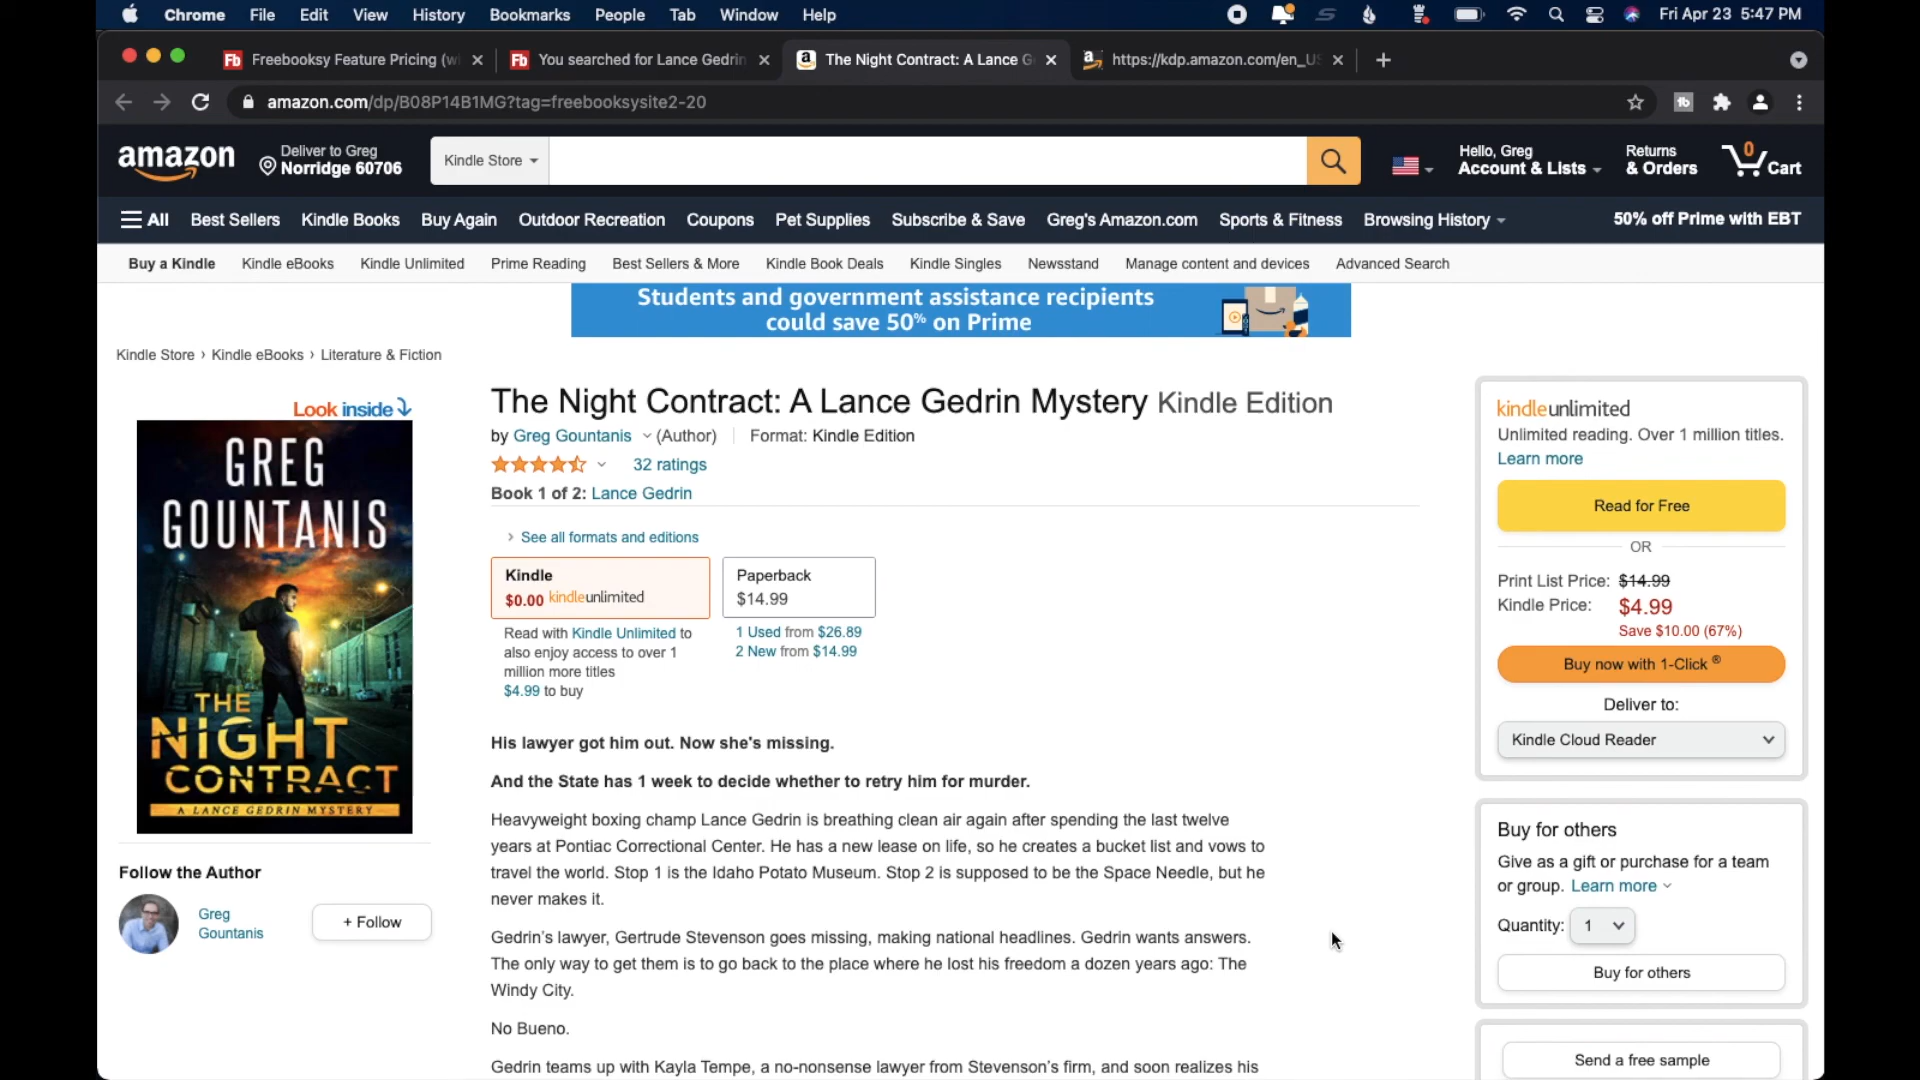 Chrome File Edit View History Bookmarks People Tab Window Help Fri Apr 23 5:47 PM
Freebooksy Feature Pricing (wi You searched for Lance Gedrin The Night Contract: A Lance G https://kdp.amazon.com/en_US
amazon.com/dp/B08P14B1MG?tag=freebooksysite2-20
amazon
Deliver to Greg
Norridge 60706
Kindle Store
Hello, Greg
Account & Lists
Returns
& Orders
0
Cart
All Best Sellers Kindle Books Buy Again Outdoor Recreation Coupons Pet Supplies Subscribe & Save Greg's Amazon.com Sports & Fitness Browsing History 50% off Prime with EBT
Buy a Kindle Kindle eBooks Kindle Unlimited Prime Reading Best Sellers & More Kindle Book Deals Kindle Singles Newsstand Manage content and devices Advanced Search
Students and government assistance recipients
could save 50% on Prime
Kindle Store › Kindle eBooks › Literature & Fiction
Look inside
GREG
GOUNTANIS
THE
NIGHT
CONTRACT
A LANCE GEDRIN MYSTERY
Follow the Author
Greg
Gountanis
+ Follow
The Night Contract: A Lance Gedrin Mystery Kindle Edition
by Greg Gountanis (Author) Format: Kindle Edition
32 ratings
Book 1 of 2: Lance Gedrin
› See all formats and editions
Kindle
$0.00 kindleunlimited
Read with Kindle Unlimited to
also enjoy access to over 1
million more titles
$4.99 to buy
Paperback
$14.99
1 Used from $26.89
2 New from $14.99
His lawyer got him out. Now she's missing.
And the State has 1 week to decide whether to retry him for murder.
Heavyweight boxing champ Lance Gedrin is breathing clean air again after spending the last twelve
years at Pontiac Correctional Center. He has a new lease on life, so he creates a bucket list and vows to
travel the world. Stop 1 is the Idaho Potato Museum. Stop 2 is supposed to be the Space Needle, but he
never makes it.
Gedrin's lawyer, Gertrude Stevenson goes missing, making national headlines. Gedrin wants answers.
The only way to get them is to go back to the place where he lost his freedom a dozen years ago: The
Windy City.
No Bueno.
Gedrin teams up with Kayla Tempe, a no-nonsense lawyer from Stevenson's firm, and soon realizes his
kindleunlimited
Unlimited reading. Over 1 million titles.
Learn more
Read for Free
OR
Print List Price: $14.99
Kindle Price: $4.99
Save $10.00 (67%)
Buy now with 1-Click ®
Deliver to:
Kindle Cloud Reader
Buy for others
Give as a gift or purchase for a team
or group. Learn more
Quantity: 1
Buy for others
Send a free sample